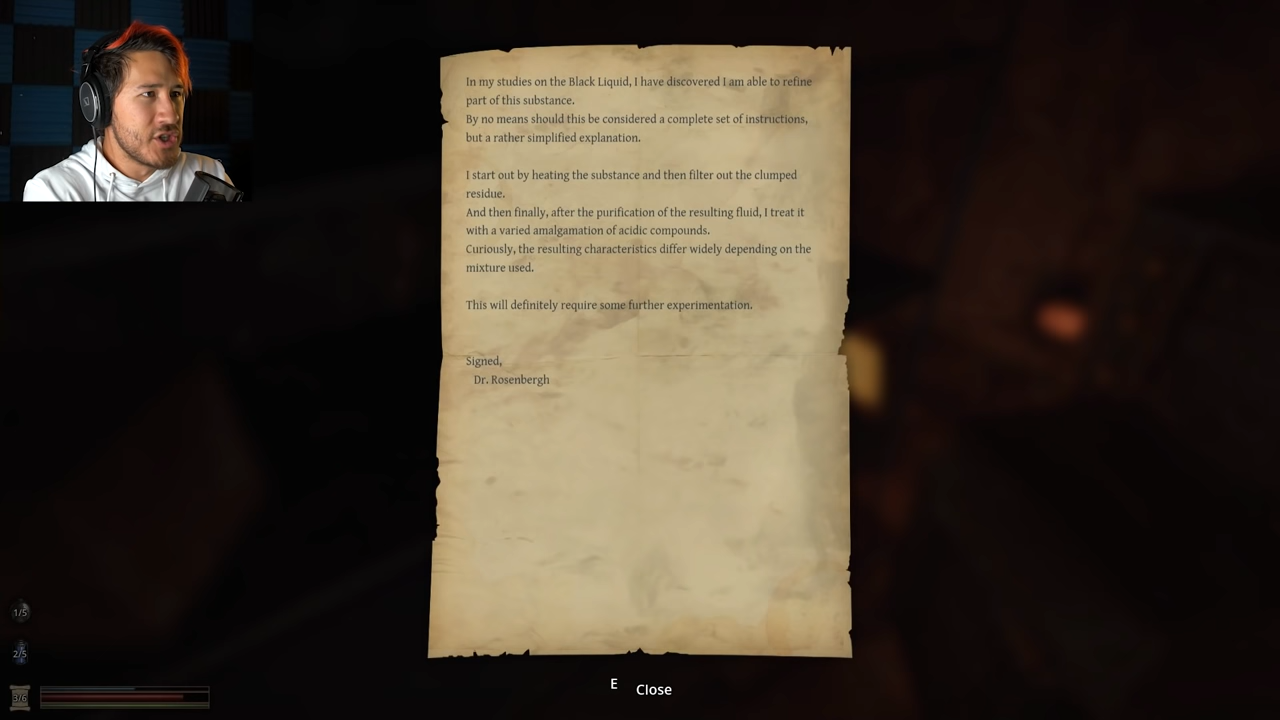 In my studies on the Black Liquid, I have discovered I am able to refine
part of this substance.
By no means should this be considered a complete set of instructions,
but a rather simplified explanation.
I start out by heating the substance and then filter out the clumped
residue.
And then finally, after the purification of the resulting fluid, I treat it
with a varied amalgamation of acidic compounds.
Curiously, the resulting characteristics differ widely depending on the
mixture used.
This will definitely require some further experimentation.
Signed,
Dr. Rosenbergh
1/5
2/5
3/6
E Close